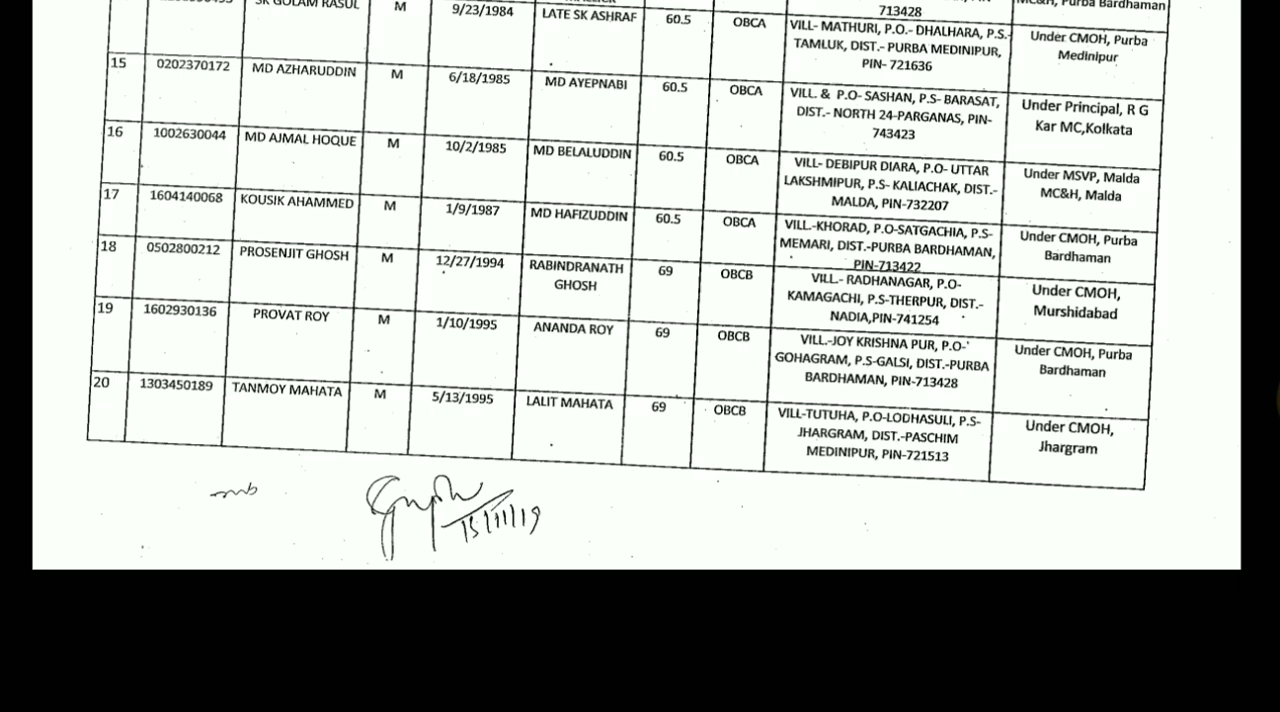 713428
MC&H, Purba Bardhaman
SK GOLAM RASUL M 9/23/1984 LATE SK ASHRAF 60.5 OBCA VILL- MATHURI, P.O.- DHALHARA, P.S.- Under CMOH, Purba
TAMLUK, DIST.- PURBA MEDINIPUR, Medinipur
PIN- 721636
15 0202370172 MD AZHARUDDIN M 6/18/1985 MD AYEPNABI 60.5 OBCA VILL. & P.O- SASHAN, P.S- BARASAT, Under Principal, R G
DIST.- NORTH 24-PARGANAS, PIN- Kar MC,Kolkata
743423
16 1002630044 MD AJMAL HOQUE M 10/2/1985 MD BELALUDDIN 60.5 OBCA VILL- DEBIPUR DIARA, P.O- UTTAR Under MSVP, Malda
LAKSHMIPUR, P.S- KALIACHAK, DIST.- MC&H, Malda
MALDA, PIN-732207
17 1604140068 KOUSIK AHAMMED M 1/9/1987 MD HAFIZUDDIN 60.5 OBCA VILL.-KHORAD, P.O-SATGACHIA, P.S- Under CMOH, Purba
MEMARI, DIST.-PURBA BARDHAMAN, Bardhaman
PIN-713422
18 0502800212 PROSENJIT GHOSH M 12/27/1994 RABINDRANATH 69 OBCB VILL.- RADHANAGAR, P.O- Under CMOH,
GHOSH KAMAGACHI, P.S-THERPUR, DIST.- Murshidabad
NADIA,PIN-741254
19 1602930136 PROVAT ROY M 1/10/1995 ANANDA ROY 69 OBCB VILL.-JOY KRISHNA PUR, P.O- Under CMOH, Purba
GOHAGRAM, P.S-GALSI, DIST.-PURBA Bardhaman
BARDHAMAN, PIN-713428
20 1303450189 TANMOY MAHATA M 5/13/1995 LALIT MAHATA 69 OBCB VILL-TUTUHA, P.O-LODHASULI, P.S- Under CMOH,
JHARGRAM, DIST.-PASCHIM Jhargram
MEDINIPUR, PIN-721513
15/11/19